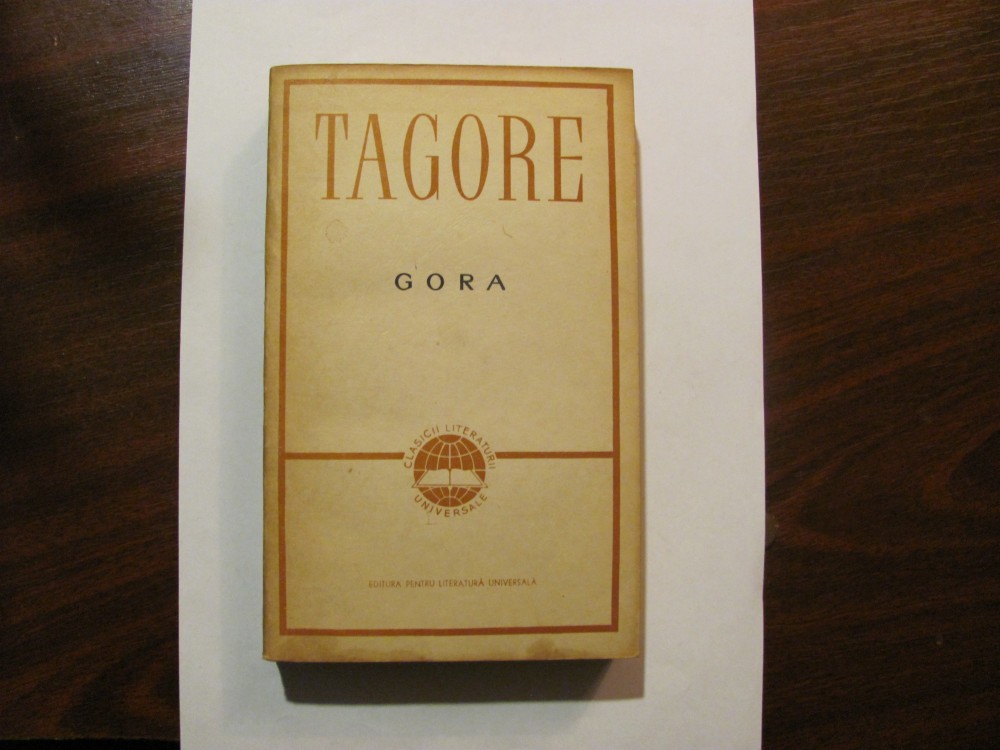 TAGORE
GORA
CLASICII LITERATURII
UNIVERSALE
EDITURA PENTRU LITERATURĂ UNIVERSALĂ